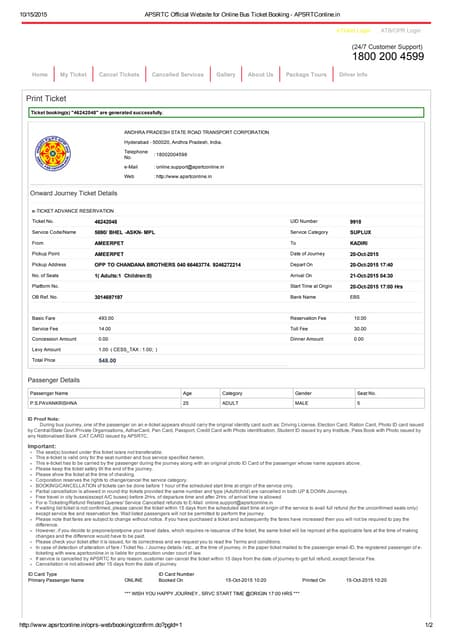 10/15/2015 APSRTC Official Website for Online Bus Ticket Booking - APSRTConline.in
e-Ticket Login ATB/OPR Login
(24/7 Customer Support)
1800 200 4599
Home My Ticket Cancel Tickets Cancelled Services Gallery About Us Package Tours Driver Info
Print Ticket
Ticket booking(s) "46242048" are generated successfully.
ANDHRA PRADESH STATE ROAD TRANSPORT CORPORATION
Hyderabad - 500020, Andhra Pradesh, India.
Telephone No : 18002004599
e-Mail : online.support@apsrtconline.in
Web : http://www.apsrtconline.in
Onward Journey Ticket Details
e-TICKET ADVANCE RESERVATION
Ticket No. 46242048 UID Number 9918
Service Code/Name 5890/ BHEL -ASKN- MPL Service Category SUPLUX
From AMEERPET To KADIRI
Pickup Point AMEERPET Date of Journey 20-Oct-2015
Pickup Address OPP TO CHANDANA BROTHERS 040 66463774. 9246272214 Depart On 20-Oct-2015 17:40
No. of Seats 1( Adults:1 Children:0) Arrival On 21-Oct-2015 04:30
Platform No. Start Time at Origin 20-Oct-2015 17:00 Hrs
OB Ref. No. 3014697197 Bank Name EBS
Basic Fare 493.00 Reservation Fee 10.00
Service Fee 14.00 Toll Fee 30.00
Concession Amount 0.00 Dinner Amount 0.00
Levy Amount 1.00 ( CESS_TAX : 1.00; )
Total Price 548.00
Passenger Details
Passenger Name Age Category Gender Seat No.
P.S.PAVANKRISHNA 25 ADULT MALE 5
ID Proof Note:
During bus journey, one of the passenger on an e-ticket appears should carry the original identity card such as: Driving License, Election Card, Ration Card, Photo ID card issued
by Central/State Govt/Private Organisations, AdharCard, Pan Card, Passport, Credit Card with Photo identification, Student ID issued by any Institute, Pass Book with Photo issued by
any Nationalised Bank ,CAT CARD issued by APSRTC.
Important:
The seat(s) booked under this ticket is/are not transferable.
This e-ticket is valid only for the seat number and bus service specified herein.
This e-ticket has to be carried by the passenger during the journey along with an original photo ID Card of the passenger whose name appears above.
Please keep the ticket safely till the end of the journey.
Please show the ticket at the time of checking.
Corporation reserves the rights to change/cancel the service category.
BOOKING/CANCELLATION of tickets can be done before 1 hour of the scheduled start time at origin of the service only.
Partial cancellation is allowed in round trip tickets provided the same number and type (Adult/child) are cancelled in both UP & DOWN Journeys
Free travel in city buses(except A/C buses) before 2Hrs. of departure time and after 2Hrs. of arrival time is allowed.
For e-Ticketing/Refund Related Queries/ Service Cancelled refunds to E-Mail: online.support@apsrtconline.in
If waiting list ticket is not confirmed, please cancel the ticket within 15 days from the scheduled start time at origin of the service to avail full refund (for the unconfirmed seats only)
except service fee and reservation fee. Wait listed passengers will not be permitted to perform the journey.
Please note that fares are subject to change without notice. If you have purchased a ticket and subsequently the fares have increased then you will not be required to pay the
difference.
However, if you decide to prepone/postpone your travel dates, which involves re-issuance of the ticket, the same ticket will be reproced at the applicable fare at the time of making
changes and the difference would have to be paid.
Please check your ticket after it is issued, for its correctness and we request you to read the Terms and conditions.
In case of detection of alteration of fare / Ticket No. / Journey details / etc., at the time of journey, in the paper ticket mailed to the passenger email-ID, the registered passenger of e-
ticketing with www.apsrtconline.in is liable for prosecution under court of law.
If service is cancelled by APSRTC for any reason, customer can cancel the ticket within 15 days from the date of journey to get full refund, except Service Fee.
Cancellation is not allowed after 15 days from the date of journey.
ID Card Type ID Card Number
Primary Passenger Name ONLINE Booked On 15-Oct-2015 10:20 Printed On 15-Oct-2015 10:20
*** WISH YOU HAPPY JOURNEY , SRVC START TIME @ORIGIN 17:00 HRS ***
http://www.apsrtconline.in/oprs-web/booking/confirm.do?pgId=1 1/2